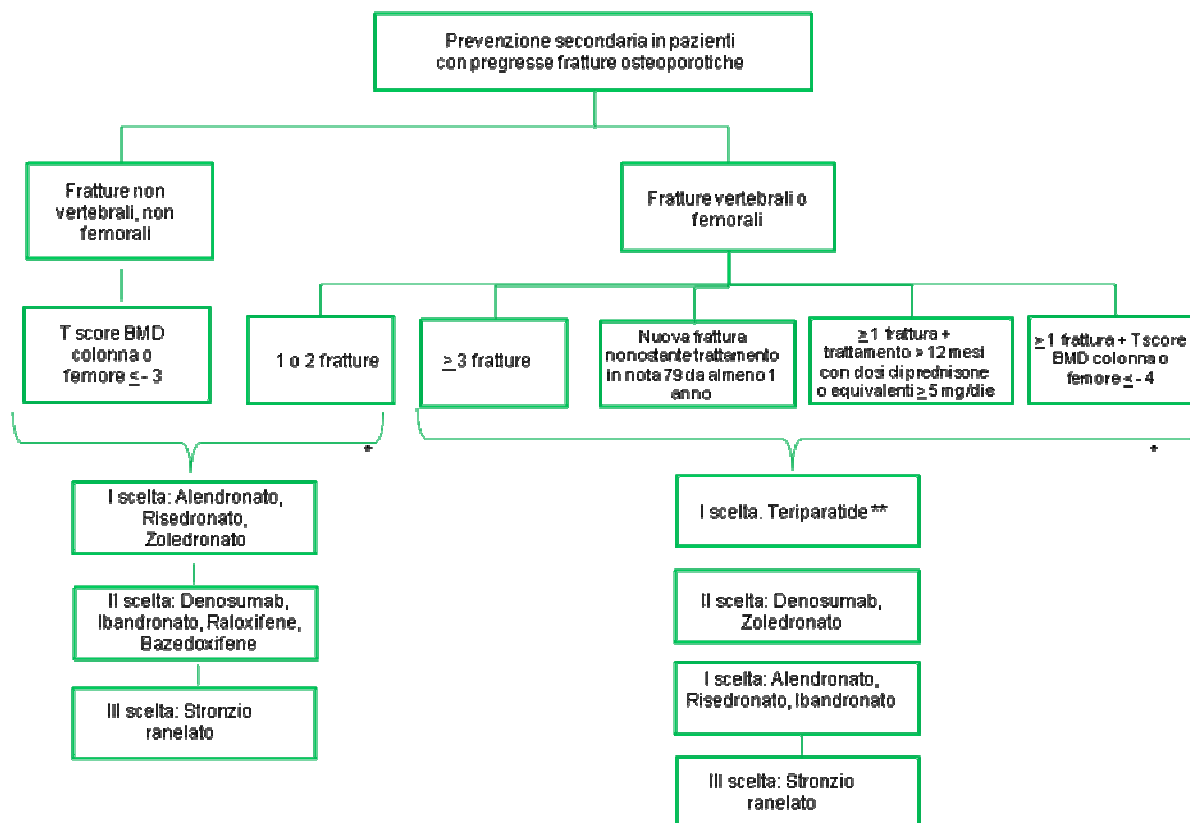 Prevenzione secondaria in pazienti
con pregresse fratture osteoporotiche
Fratture non
vertebrali, non
femorali
Fratture vertebrali o
femorali
T score BMD
colonna o
femore ≤ - 3
1 o 2 fratture
≥ 3 fratture
Nuova frattura
nonostante trattamento
in nota 79 da almeno 1
anno
≥ 1 frattura +
trattamento > 12 mesi
con dosi di prednisone
o equivalenti ≥ 5 mg/die
≥ 1 frattura + T score
BMD colonna o
femore ≤ - 4
*
*
I scelta: Alendronato,
Risedronato,
Zoledronato
II scelta: Denosumab,
Ibandronato, Raloxifene,
Bazedoxifene
III scelta: Stronzio
ranelato
I scelta. Teriparatide **
II scelta: Denosumab,
Zoledronato
I scelta: Alendronato,
Risedronato, Ibandronato
III scelta: Stronzio
ranelato